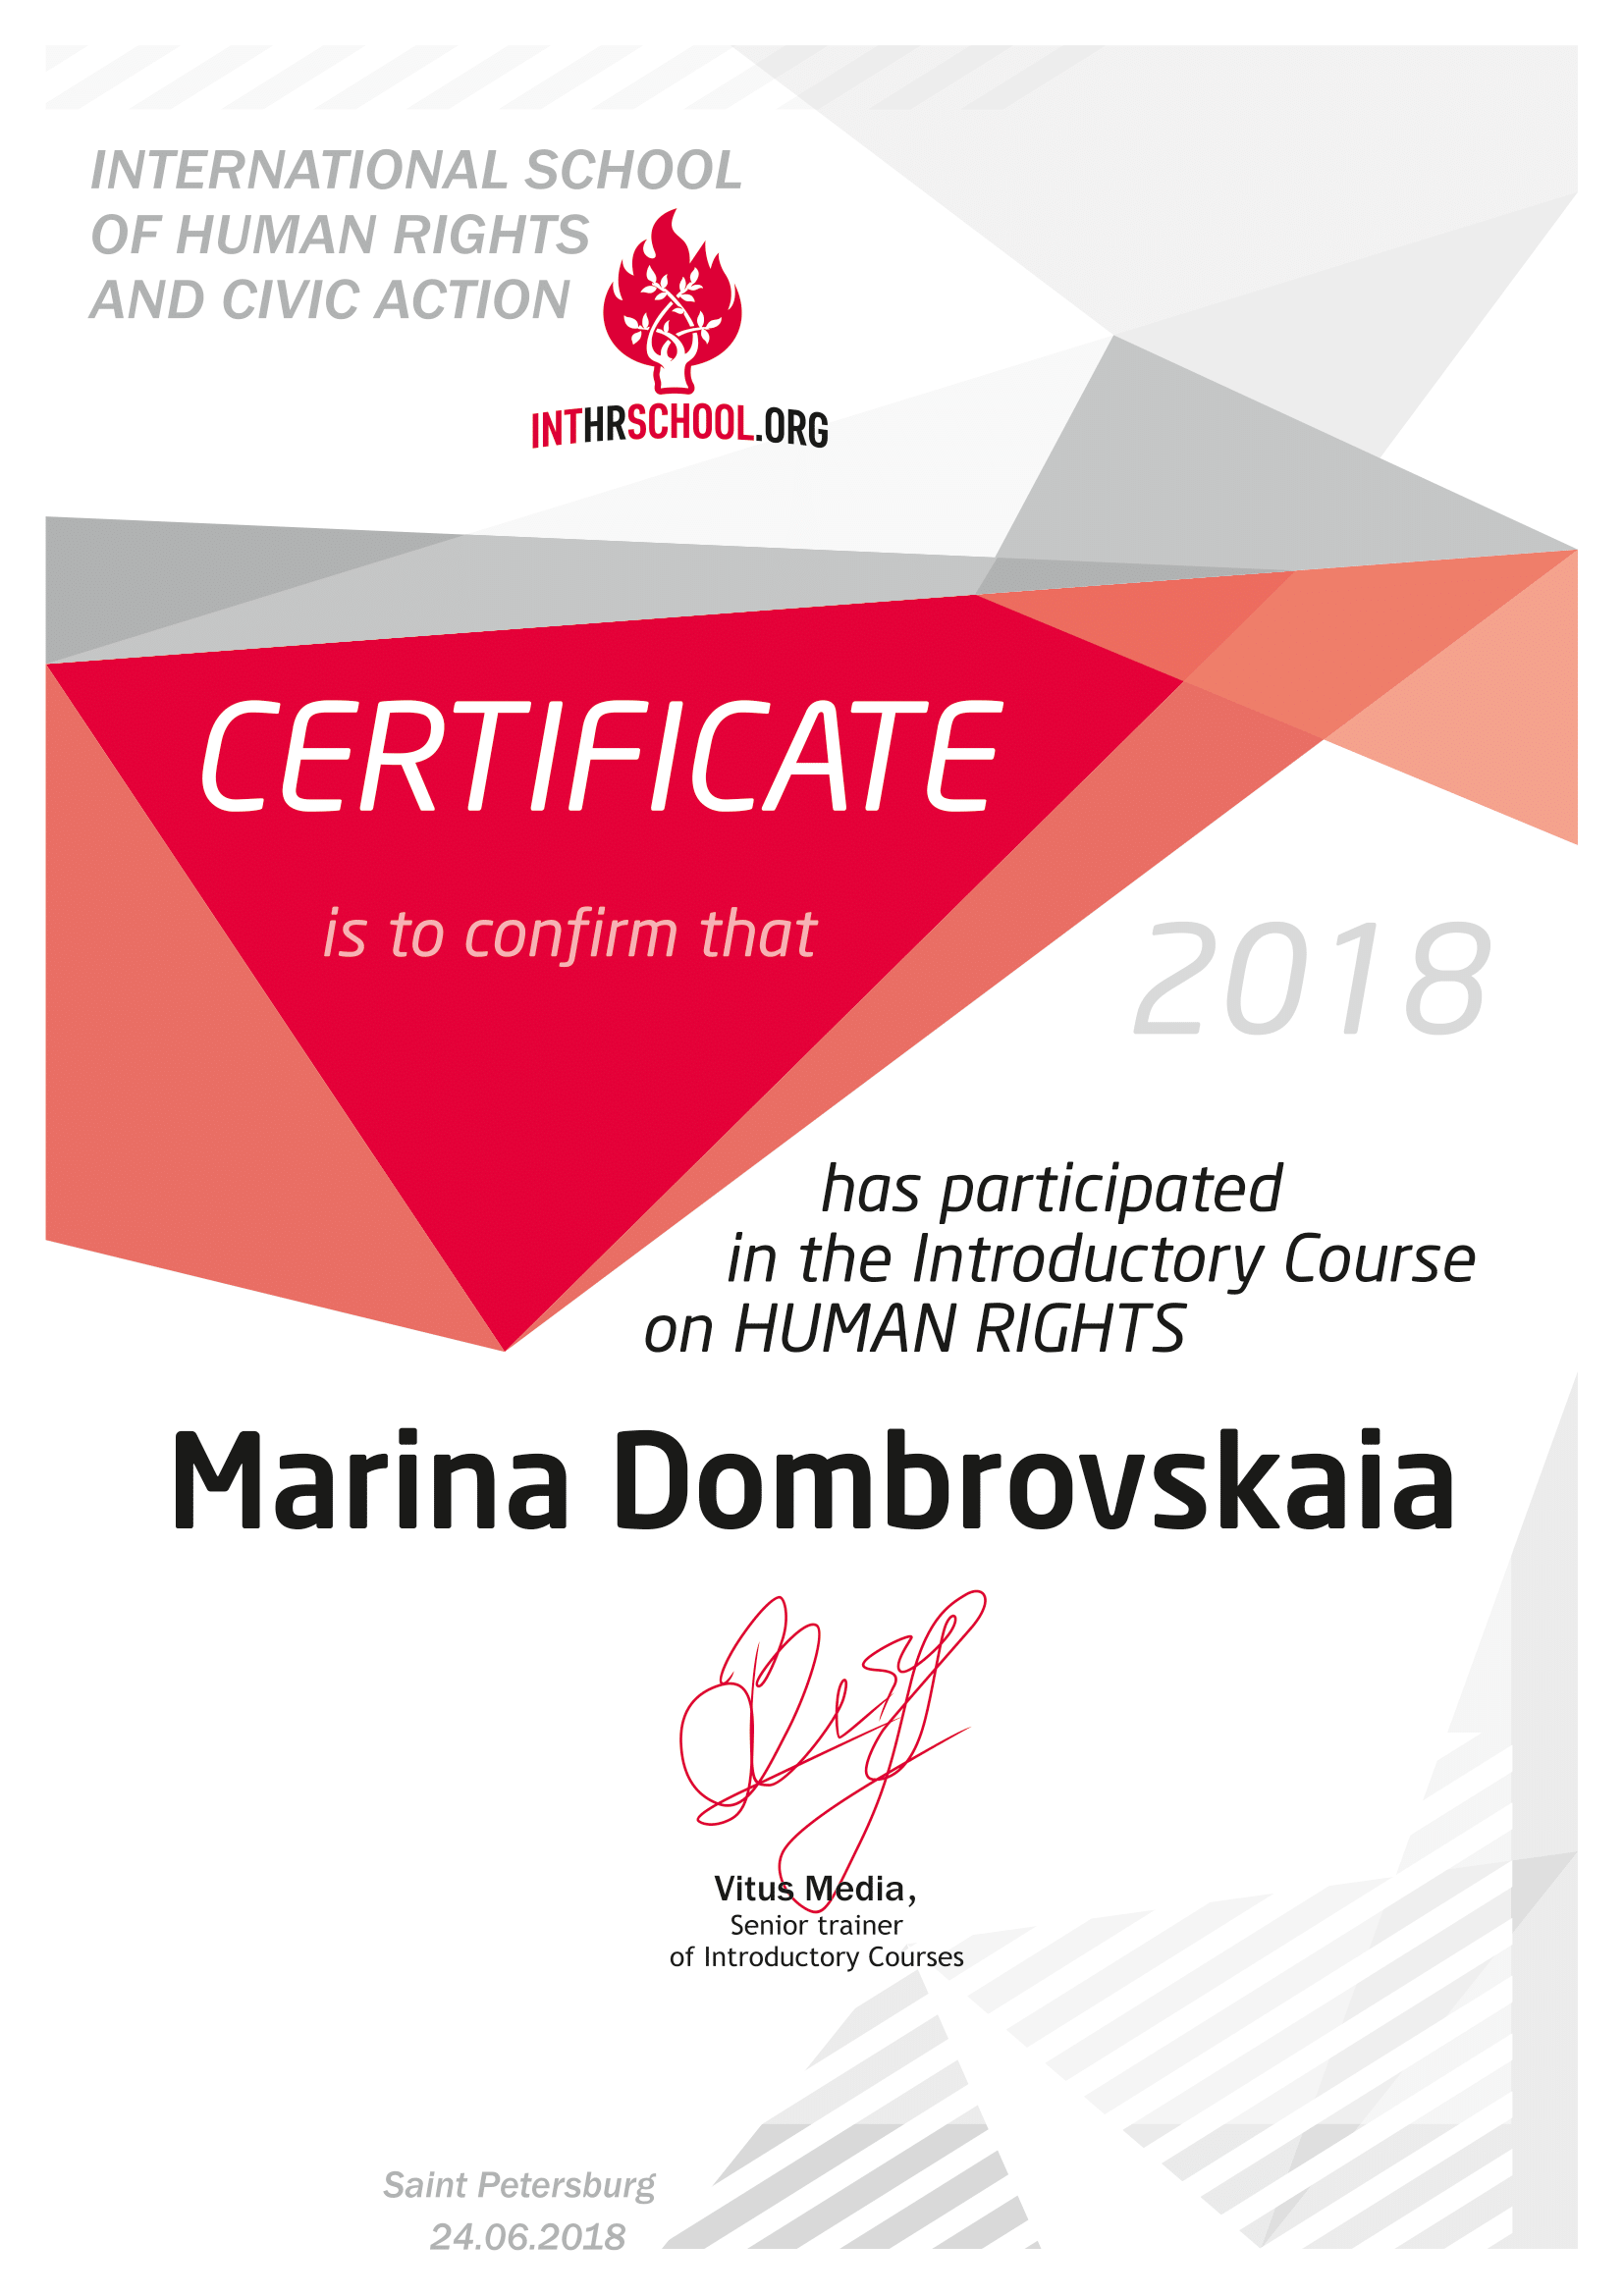 INTERNATIONAL SCHOOL
OF HUMAN RIGHTS
AND CIVIC ACTION
INTHRSCHOOL.ORG
CERTIFICATE
is to confirm that
2018
has participated
in the Introductory Course
on HUMAN RIGHTS
Marina Dombrovskaia
Vitus Media,
Senior trainer
of Introductory Courses
Saint Petersburg
24.06.2018